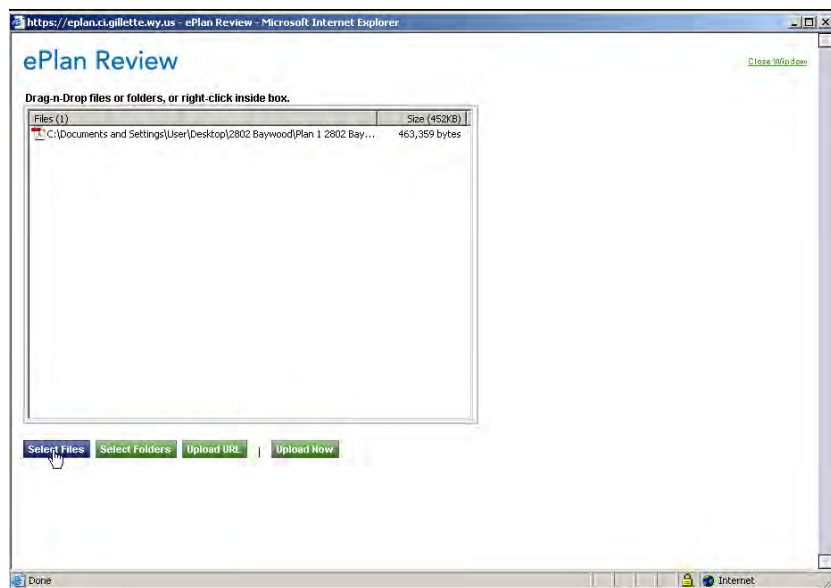 https://eplan.ci.gillette.wy.us - ePlan Review - Microsoft Internet Explorer
ePlan Review
Close Window
Drag-n-Drop files or folders, or right-click inside box.
Files (1) Size (452KB)
C:\Documents and Settings\User\Desktop\2802 Baywood\Plan 1 2802 Bay... 463,359 bytes
Select Files Select Folders Upload URL | Upload Now
Done Internet